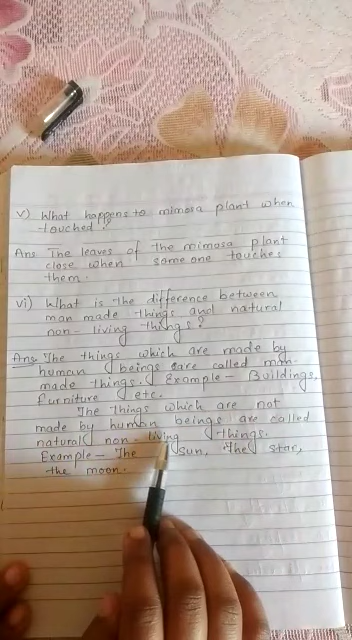 v) What happens to mimosa plant when
touched?
Ans The leaves of the mimosa plant
close when some one touches
them.
vi) What is the difference between
man made things and natural
non-living things?
Ans. The things which are made by
human beings are called man-
made things. Example - Buildings,
furniture etc.
The things which are not
made by human beings are called
natural non-living things.
Example - The sun, The star,
the moon.